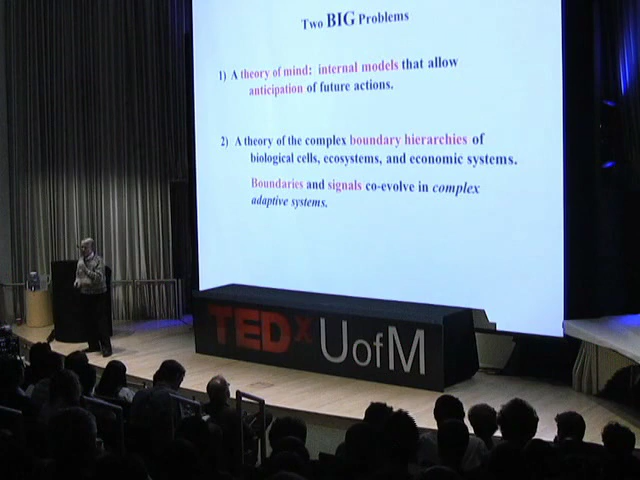 Two BIG Problems
1) A theory of mind: internal models that allow
anticipation of future actions.
2) A theory of the complex boundary hierarchies of
biological cells, ecosystems, and economic systems.
Boundaries and signals co-evolve in complex
adaptive systems.
TEDx UofM